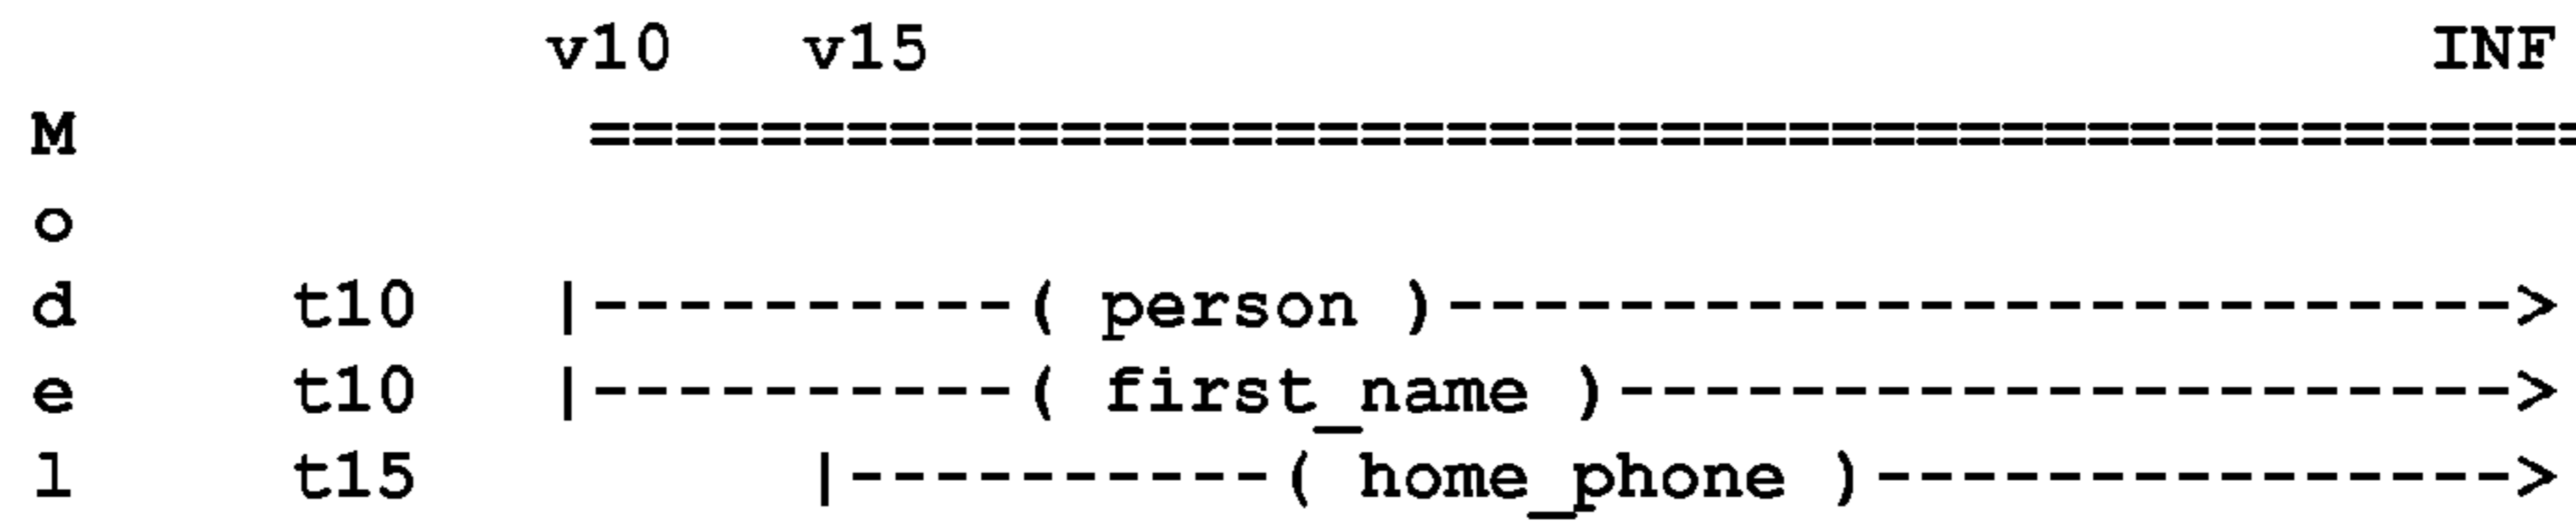 v10 v15 INF
M =============================================
o
d t10 |----------( person )------------------------->
e t10 |----------( first_name )--------------------->
l t15 |----------( home_phone )--------------->